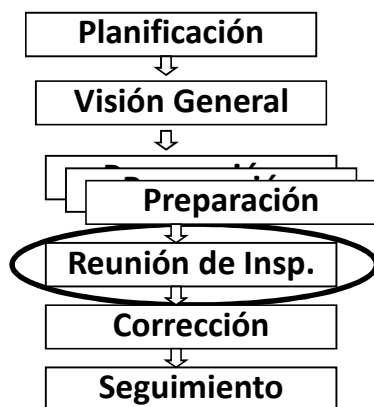 Planificación
Visión General
Preparación
Reunión de Insp.
Corrección
Seguimiento